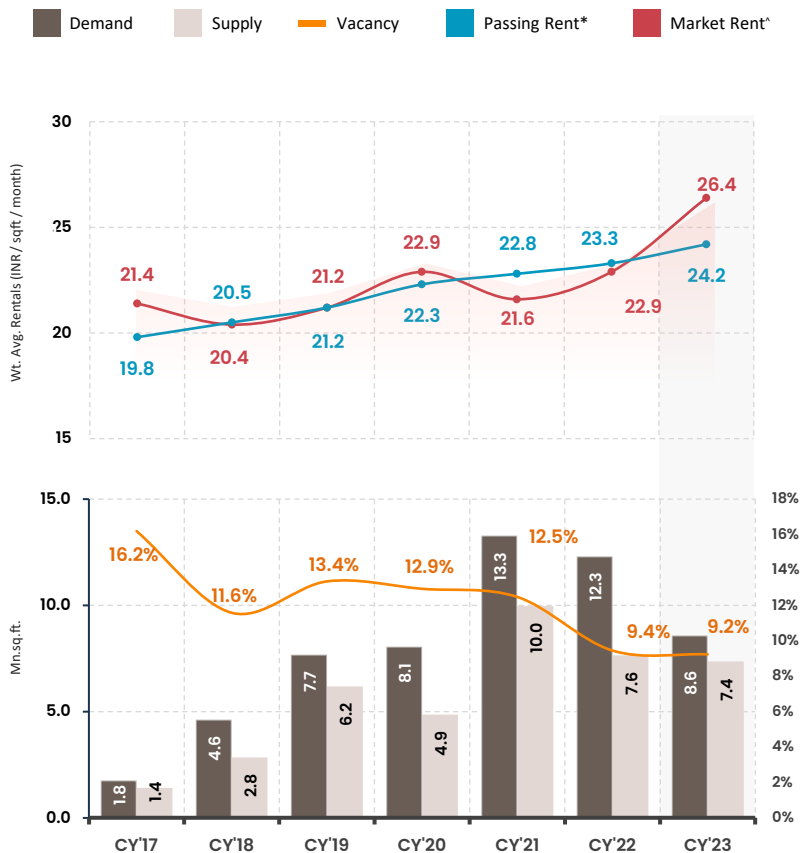 Demand Supply Vacancy Passing Rent* Market Rent^
Wt. Avg. Rentals (INR / sqft / month)
30
25
20
15
21.4 20.5 21.2 22.9 22.8 23.3 26.4
19.8 20.4 21.2 22.3 21.6 22.9 24.2
Mn.sq.ft.
15.0
10.0
5.0
0.0
18%
16%
14%
12%
10%
8%
6%
4%
2%
0%
16.2% 11.6% 13.4% 12.9% 12.5% 9.4% 9.2%
1.8 1.4 4.6 2.8 7.7 6.2 8.1 4.9 13.3 10.0 12.3 7.6 8.6 7.4
CY'17 CY'18 CY'19 CY'20 CY'21 CY'22 CY'23